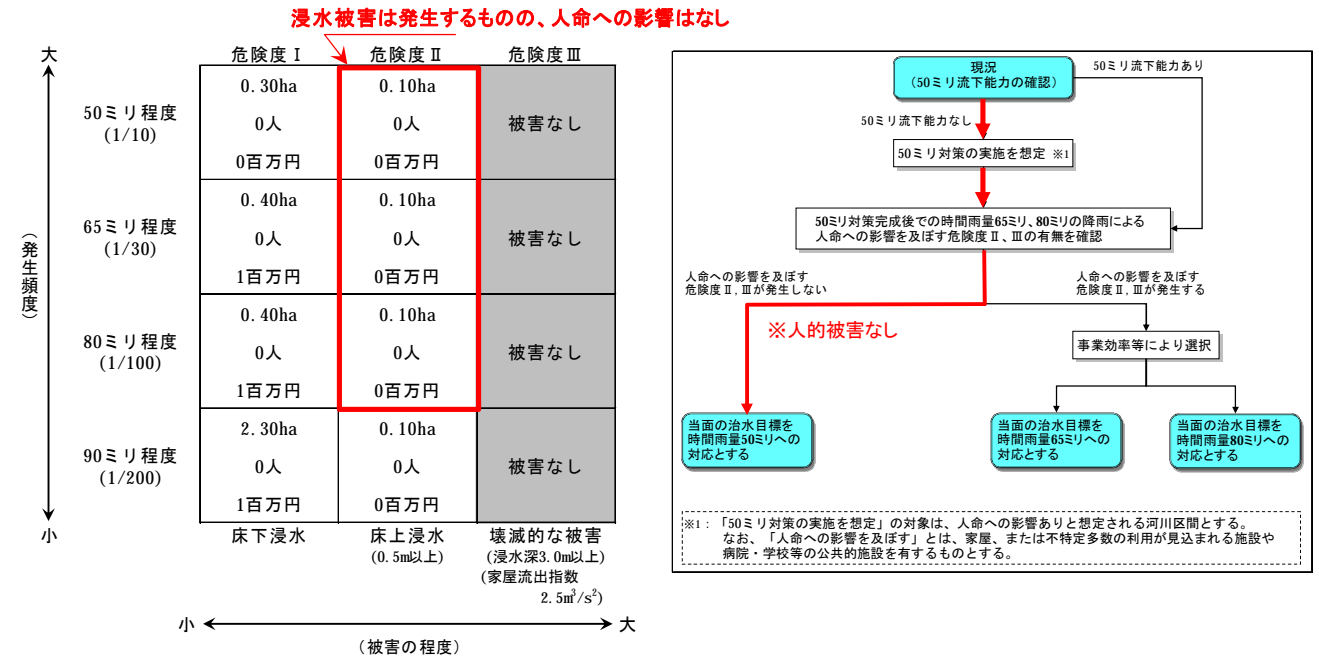 浸水被害は発生するものの、人命への影響はなし
大
危険度Ⅰ 危険度Ⅱ 危険度Ⅲ
50ミリ程度
(1/10)
0.30ha
0人
0百万円
0.10ha
0人
0百万円
被害なし
65ミリ程度
(1/30)
0.40ha
0人
1百万円
0.10ha
0人
0百万円
被害なし
80ミリ程度
(1/100)
0.40ha
0人
1百万円
0.10ha
0人
0百万円
被害なし
90ミリ程度
(1/200)
2.30ha
0人
1百万円
0.10ha
0人
0百万円
被害なし
(発生頻度)
小
床下浸水
床上浸水
(0.5m以上)
壊滅的な被害
(浸水深3.0m以上)
(家屋流出指数
2.5m³/s²)
小
大
(被害の程度)
現況
(50ミリ流下能力の確認)
50ミリ流下能力あり
50ミリ流下能力なし
50ミリ対策の実施を想定 ※1
50ミリ対策完成後での時間雨量65ミリ、80ミリの降雨による
人命への影響を及ぼす危険度Ⅱ、Ⅲの有無を確認
人命への影響を及ぼす
危険度Ⅱ,Ⅲが発生しない
人命への影響を及ぼす
危険度Ⅱ,Ⅲが発生する
※人的被害なし
事業効率等により選択
当面の治水目標を
時間雨量50ミリへの
対応とする
当面の治水目標を
時間雨量65ミリへの
対応とする
当面の治水目標を
時間雨量80ミリへの
対応とする
※1：「50ミリ対策の実施を想定」の対象は、人命への影響ありと想定される河川区間とする。
なお、「人命への影響を及ぼす」とは、家屋、または不特定多数の利用が見込まれる施設や
病院・学校等の公共的施設を有するものとする。